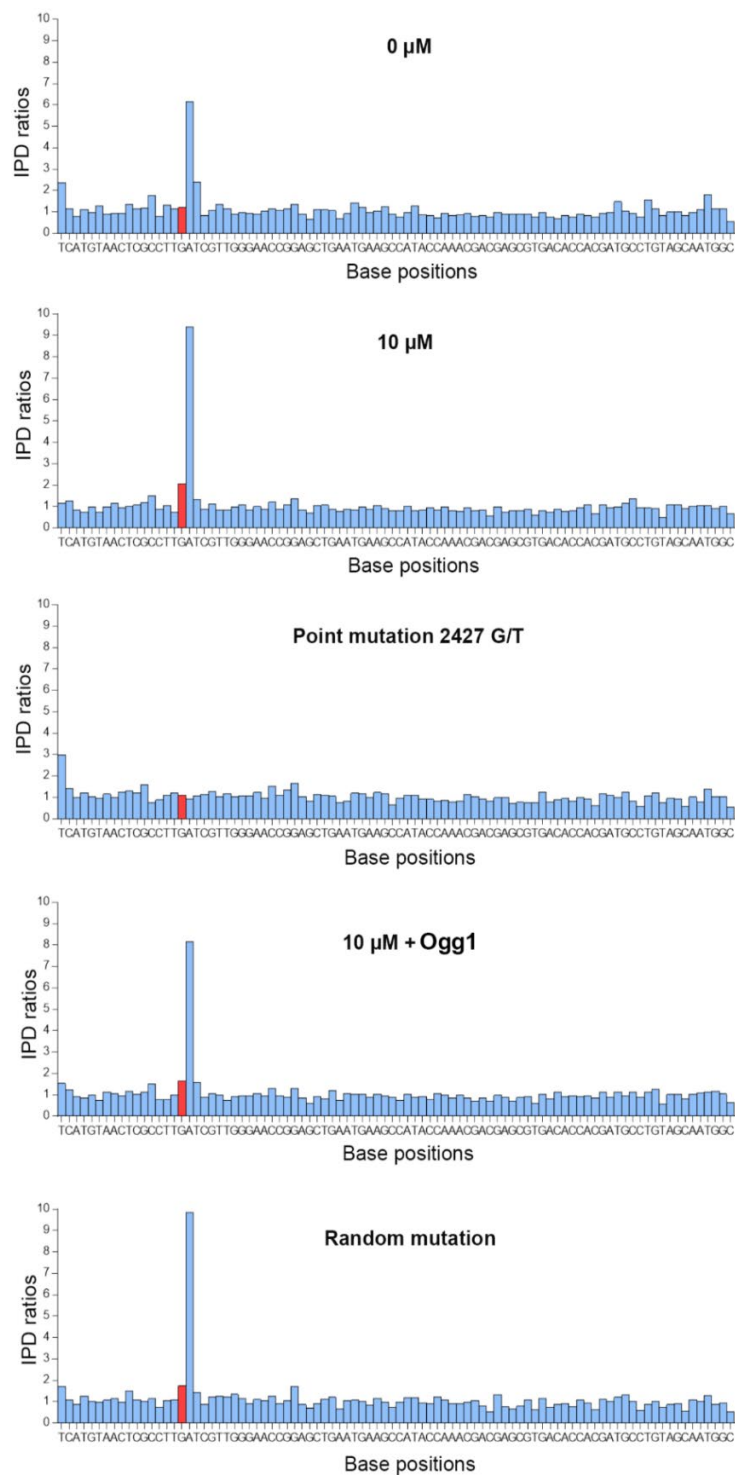 0 µM
IPD ratios
10
9
8
7
6
5
4
3
2
1
0
TCATGTAACTCGCCTTGATCGTTGGGAACCGGAGCTGAATGAAGCCATACCAAACGACGAGCGTGACACCACGATGCCTGTAGCAATGGC
Base positions
10 µM
IPD ratios
10
9
8
7
6
5
4
3
2
1
0
TCATGTAACTCGCCTTGATCGTTGGGAACCGGAGCTGAATGAAGCCATACCAAACGACGAGCGTGACACCACGATGCCTGTAGCAATGGC
Base positions
Point mutation 2427 G/T
IPD ratios
10
9
8
7
6
5
4
3
2
1
0
TCATGTAACTCGCCTTGATCGTTGGGAACCGGAGCTGAATGAAGCCATACCAAACGACGAGCGTGACACCACGATGCCTGTAGCAATGGC
Base positions
10 µM + Ogg1
IPD ratios
10
9
8
7
6
5
4
3
2
1
0
TCATGTAACTCGCCTTGATCGTTGGGAACCGGAGCTGAATGAAGCCATACCAAACGACGAGCGTGACACCACGATGCCTGTAGCAATGGC
Base positions
Random mutation
IPD ratios
10
9
8
7
6
5
4
3
2
1
0
TCATGTAACTCGCCTTGATCGTTGGGAACCGGAGCTGAATGAAGCCATACCAAACGACGAGCGTGACACCACGATGCCTGTAGCAATGGC
Base positions